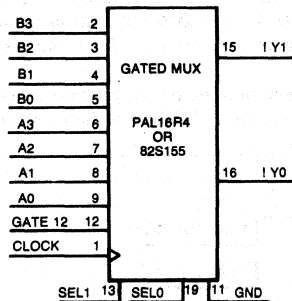 B3 2
B2 3
B1 4
B0 5
A3 6
A2 7
A1 8
A0 9
GATE 12 12
CLOCK 1
GATED MUX
PAL16R4
OR
82S155
15 ! Y1
16 ! Y0
SEL1 13 SEL0 19 11 GND